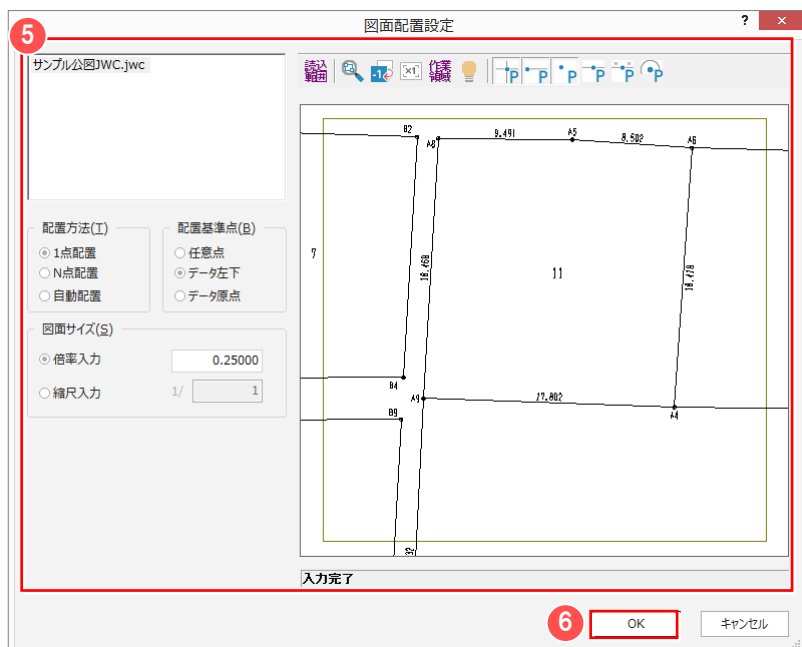 図面配置設定
?
×
5
サンプル公図JWC.jwc
読込範囲
-1
×1
作業領域
P P P P P P
配置方法(T)
1点配置
N点配置
自動配置
配置基準点(B)
任意点
データ左下
データ原点
図面サイズ(S)
倍率入力
0.25000
縮尺入力
1/
1
B2
A8
9.491
A5
8.502
A6
7
18.468
11
18.478
B4
A9
17.802
A4
B9
32
入力完了
6
OK
キャンセル